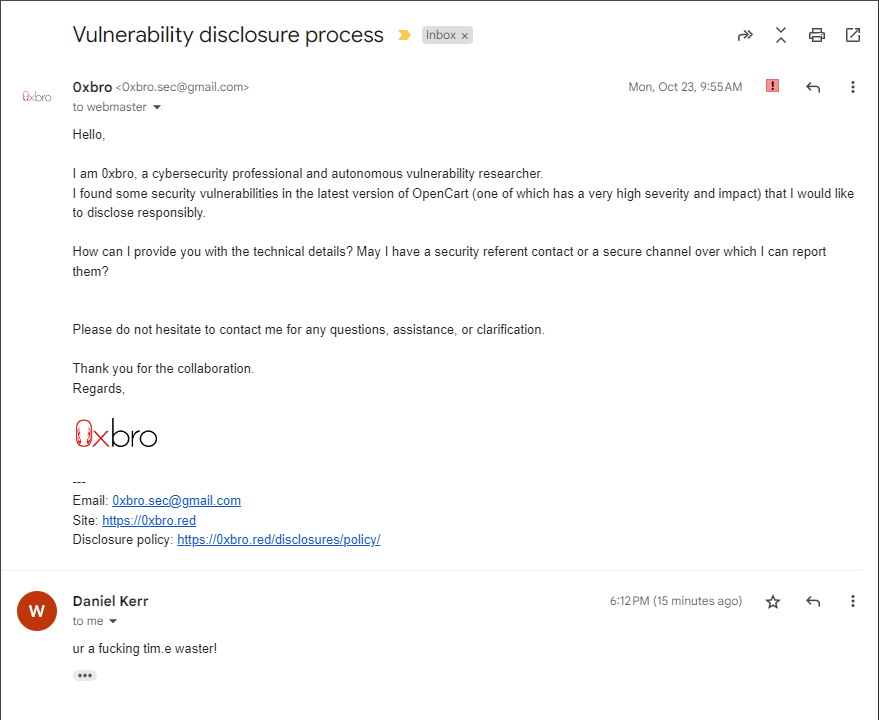 Vulnerability disclosure process
Inbox ×
0xbro
0xbro <0xbro.sec@gmail.com>
Mon, Oct 23, 9:55 AM
!
to webmaster
Hello,
I am 0xbro, a cybersecurity professional and autonomous vulnerability researcher.
I found some security vulnerabilities in the latest version of OpenCart (one of which has a very high severity and impact) that I would like
to disclose responsibly.
How can I provide you with the technical details? May I have a security referent contact or a secure channel over which I can report
them?
Please do not hesitate to contact me for any questions, assistance, or clarification.
Thank you for the collaboration.
Regards,
0xbro
---
Email: 0xbro.sec@gmail.com
Site: https://0xbro.red
Disclosure policy: https://0xbro.red/disclosures/policy/
W
Daniel Kerr
6:12 PM (15 minutes ago)
to me
ur a fucking tim.e waster!